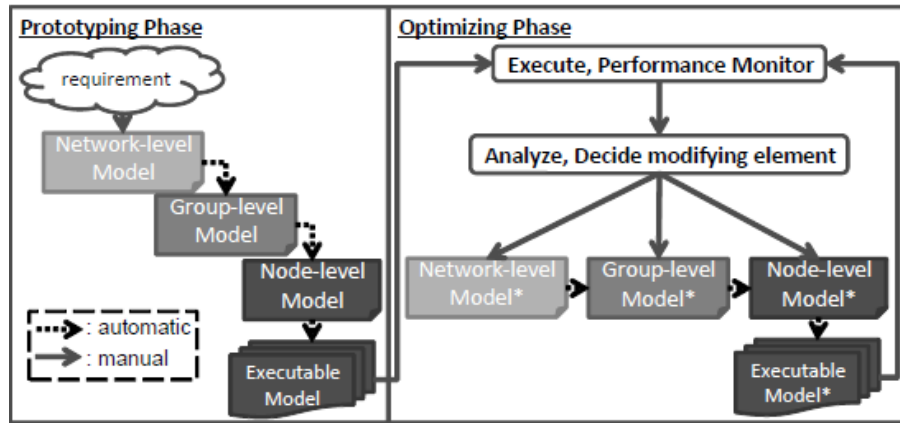 Prototyping Phase
requirement
Network-level
Model
Group-level
Model
Node-level
Model
Executable
Model
: automatic
: manual
Optimizing Phase
Execute, Performance Monitor
Analyze, Decide modifying element
Network-level
Model*
Group-level
Model*
Node-level
Model*
Executable
Model*